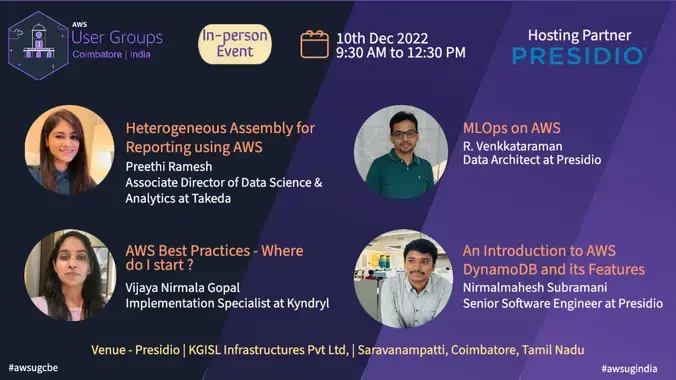 AWS
User Groups
Coimbatore | India
In-person
Event
10th Dec 2022
9:30 AM to 12:30 PM
Hosting Partner
PRESIDIO®
Heterogeneous Assembly for
Reporting using AWS
Preethi Ramesh
Associate Director of Data Science &
Analytics at Takeda
MLOps on AWS
R. Venkkataraman
Data Architect at Presidio
AWS Best Practices - Where
do I start ?
Vijaya Nirmala Gopal
Implementation Specialist at Kyndryl
An Introduction to AWS
DynamoDB and its Features
Nirmalmahesh Subramani
Senior Software Engineer at Presidio
Venue - Presidio | KGISL Infrastructures Pvt Ltd, | Saravanampatti, Coimbatore, Tamil Nadu
#awsugcbe
#awsugindia